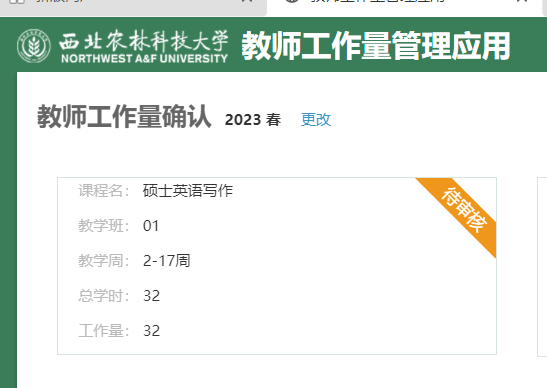 西北农林科技大学
NORTHWEST A&F UNIVERSITY
教师工作量管理应用
教师工作量确认 2023 春 更改
待审核
课程名: 硕士英语写作
教学班: 01
教学周: 2-17周
总学时: 32
工作量: 32